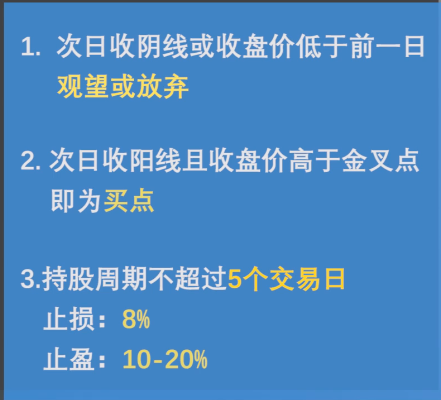 1. 次日收阴线或收盘价低于前一日
观望或放弃
2. 次日收阳线且收盘价高于金叉点
即为买点
3.持股周期不超过5个交易日
止损：8%
止盈：10-20%